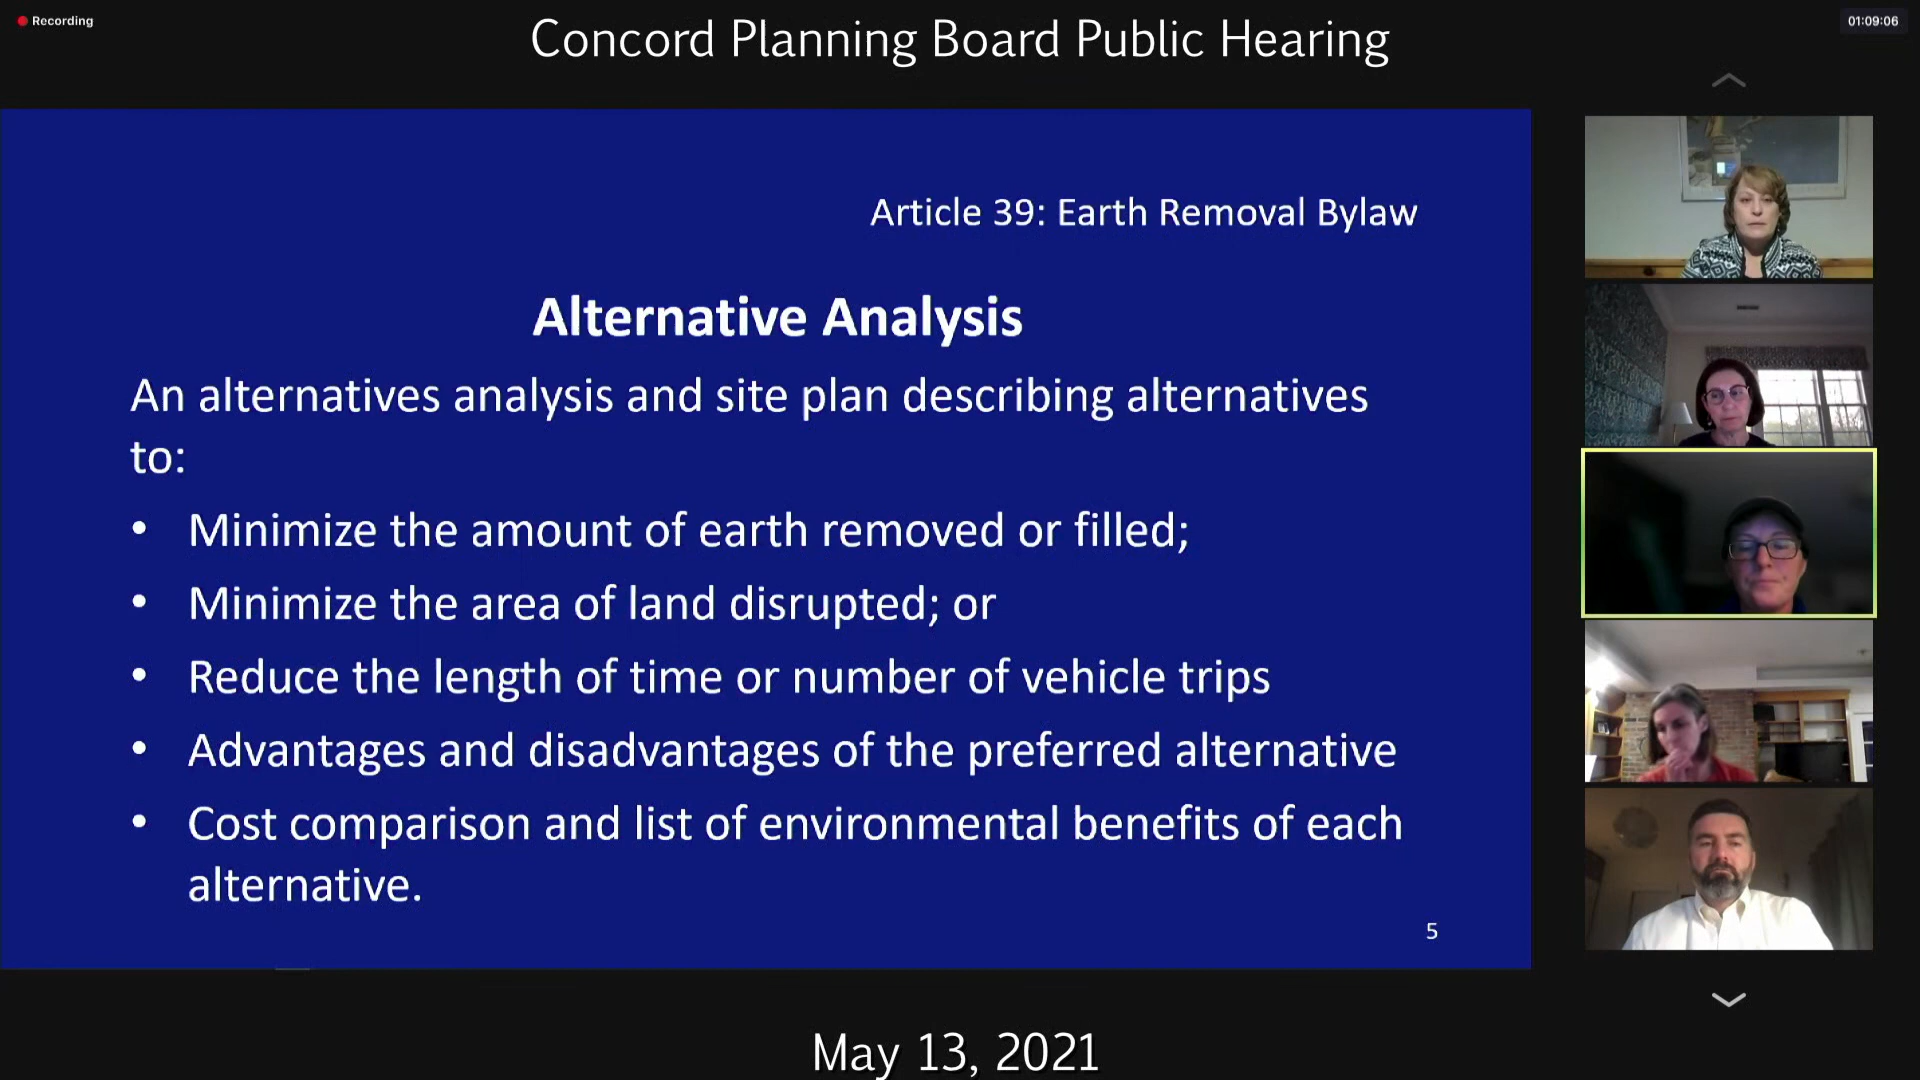 Recording
01:09:06
Concord Planning Board Public Hearing
Article 39: Earth Removal Bylaw
Alternative Analysis
An alternatives analysis and site plan describing alternatives
to:
• Minimize the amount of earth removed or filled;
• Minimize the area of land disrupted; or
• Reduce the length of time or number of vehicle trips
• Advantages and disadvantages of the preferred alternative
• Cost comparison and list of environmental benefits of each
alternative.
5
May 13, 2021